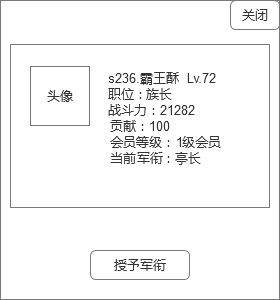 关闭
头像
s236.霸王酥 Lv.72
职位：族长
战斗力：21282
贡献：100
会员等级：1级会员
当前军衔：亭长
授予军衔